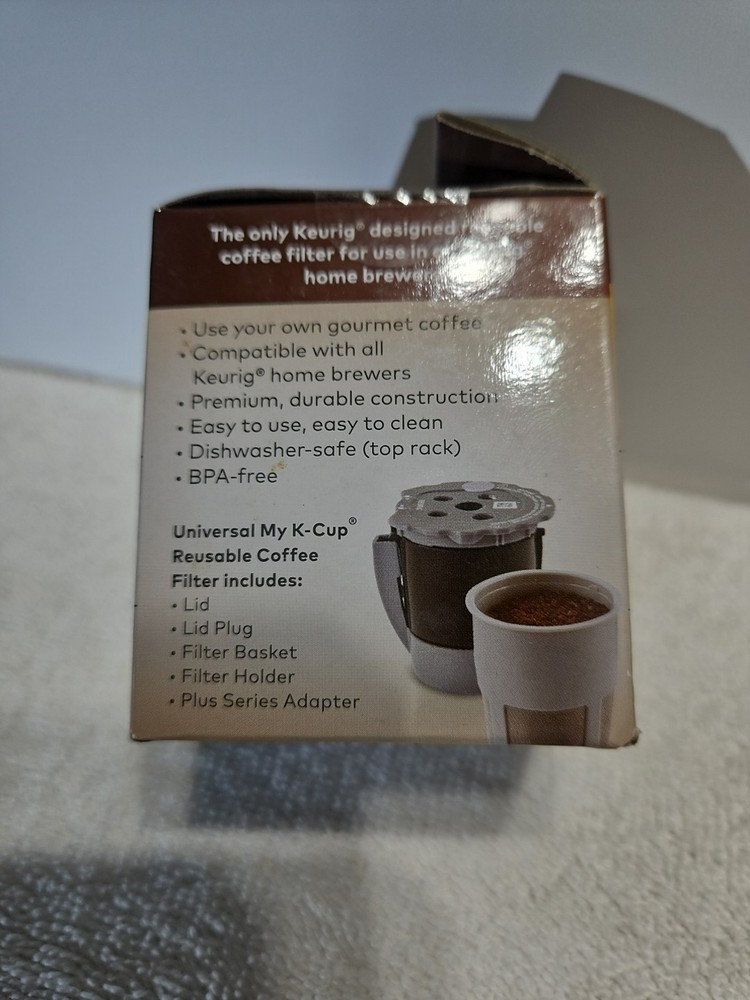 The only Keurig® designed
coffee filter for use in
home
• Use your own gourmet coffee
• Compatible with all
Keurig® home brewers
• Premium, durable construction
• Easy to use, easy to clean
• Dishwasher-safe (top rack)
• BPA-free
Universal My K-Cup®
Reusable Coffee
Filter includes:
• Lid
• Lid Plug
• Filter Basket
• Filter Holder
• Plus Series Adapter